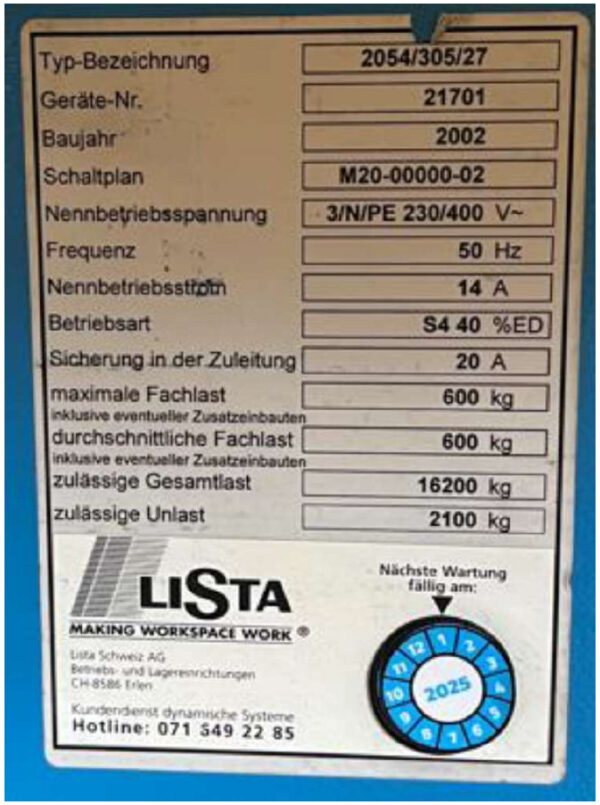 Typ-Bezeichnung 2054/305/27
Geräte-Nr. 21701
Baujahr 2002
Schaltplan M20-00000-02
Nennbetriebsspannung 3/N/PE 230/400 V~
Frequenz 50 Hz
Nennbetriebsstrom 14 A
Betriebsart S4 40 %ED
Sicherung in der Zuleitung 20 A
maximale Fachlast 600 kg
inklusive eventueller Zusatzeinbauten
durchschnittliche Fachlast 600 kg
inklusive eventueller Zusatzeinbauten
zulässige Gesamtlast 16200 kg
zulässige Unlast 2100 kg
LISTA
MAKING WORKSPACE WORK ®
Lista Schweiz AG
Betriebs- und Lagereinrichtungen
CH-8586 Erlen
Kundendienst dynamische Systeme
Hotline: 071 549 22 85
Nächste Wartung
fällig am:
1 2 3 4 5 6 7 8 9 10 11 12
2025